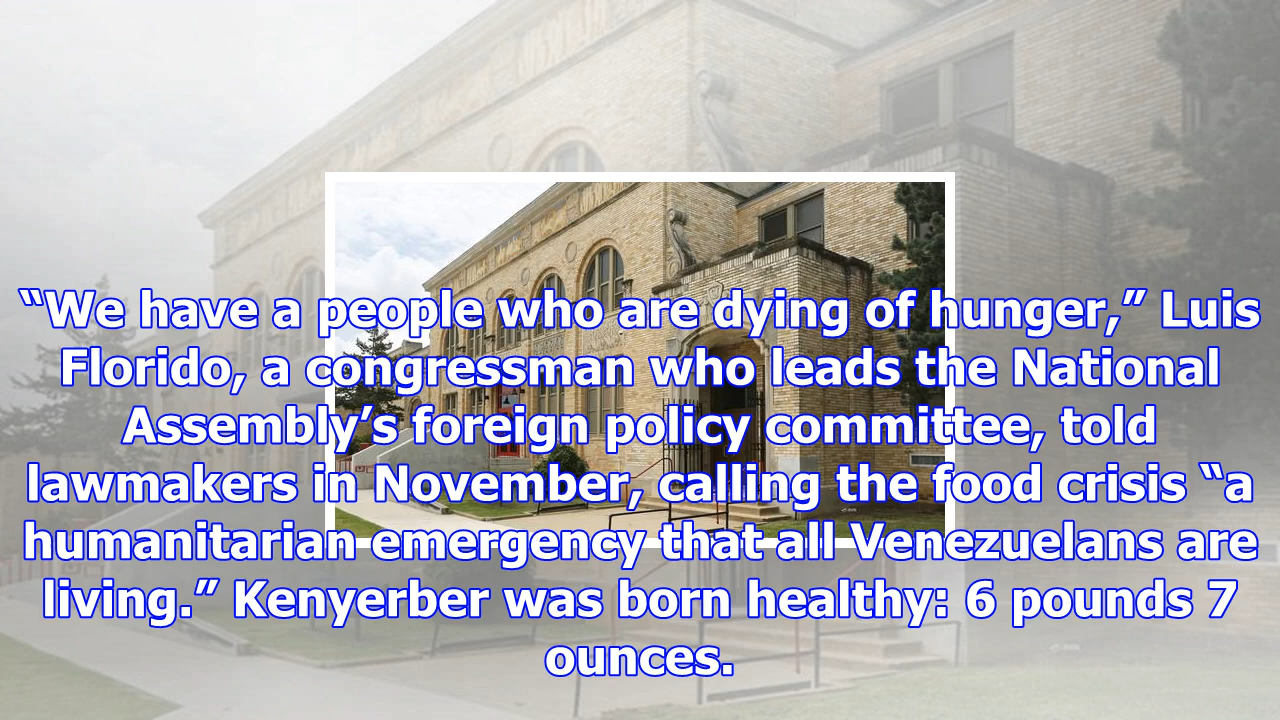 “We have a people who are dying of hunger,” Luis
Florido, a congressman who leads the National
Assembly’s foreign policy committee, told
lawmakers in November, calling the food crisis “a
humanitarian emergency that all Venezuelans are
living.” Kenyerber was born healthy: 6 pounds 7
ounces.